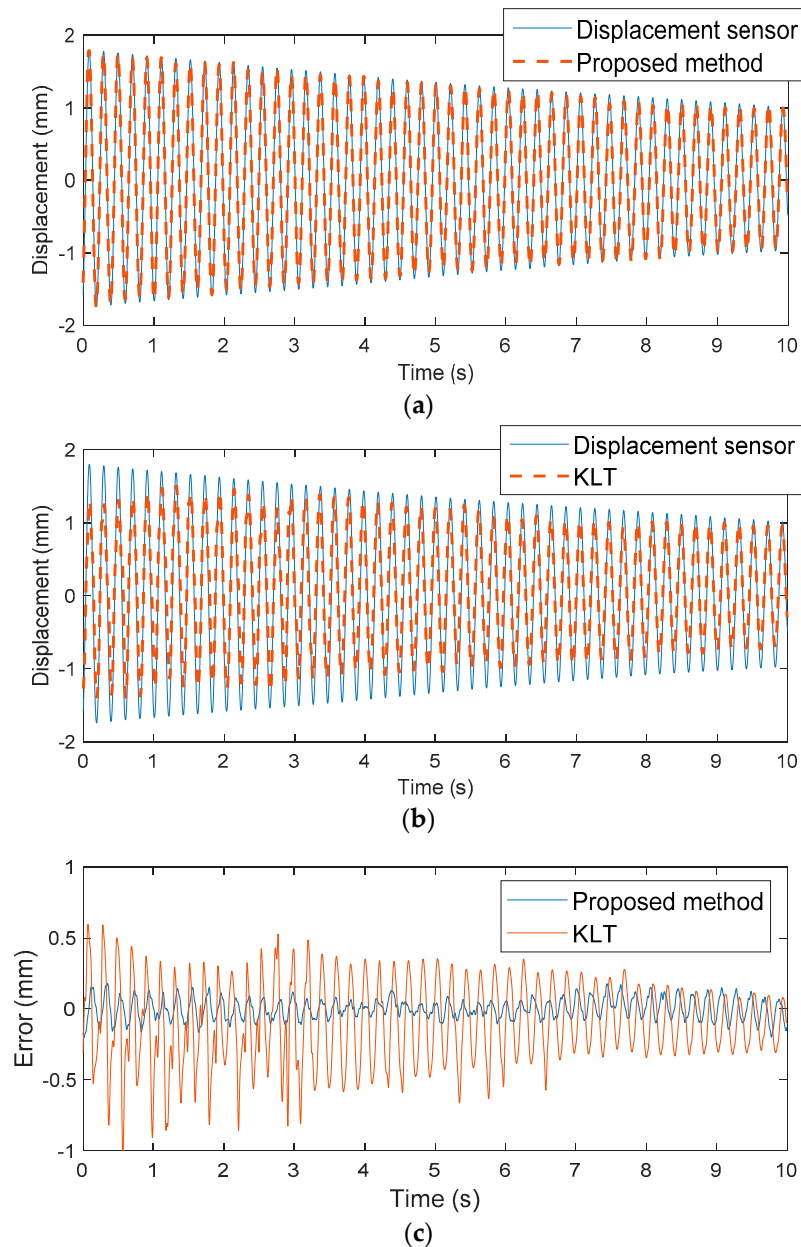 Displacement sensor
Proposed method
Displacement (mm)
2
1
0
-1
-2
0 1 2 3 4 5 6 7 8 9 10
Time (s)
(a)
Displacement sensor
KLT
Displacement (mm)
2
1
0
-1
-2
0 1 2 3 4 5 6 7 8 9 10
Time (s)
(b)
Proposed method
KLT
Error (mm)
1
0.5
0
-0.5
-1
0 1 2 3 4 5 6 7 8 9 10
Time (s)
(c)